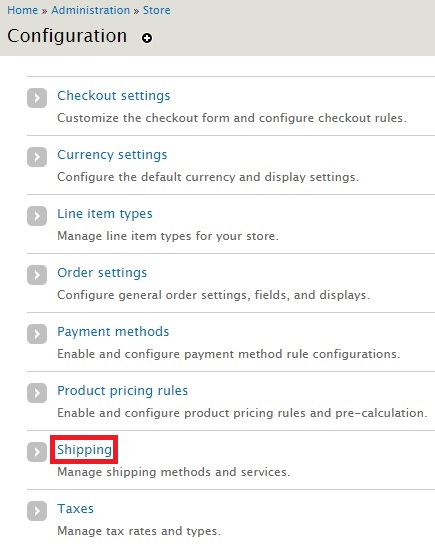 Home » Administration » Store
Configuration
Checkout settings
Customize the checkout form and configure checkout rules.
Currency settings
Configure the default currency and display settings.
Line item types
Manage line item types for your store.
Order settings
Configure general order settings, fields, and displays.
Payment methods
Enable and configure payment method rule configurations.
Product pricing rules
Enable and configure product pricing rules and pre-calculation.
Shipping
Manage shipping methods and services.
Taxes
Manage tax rates and types.